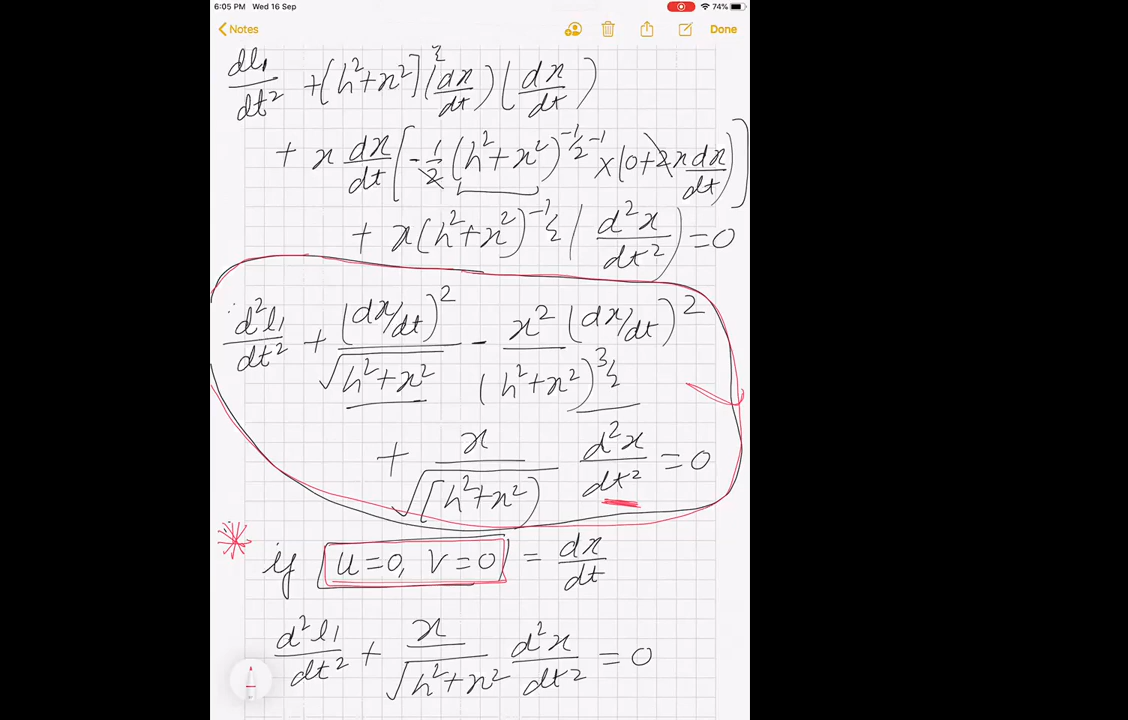 6:05 PM Wed 16 Sep 74%
Notes Done
dl₁/dt² + (h²+x²)^-½ (dx/dt)(dx/dt)
+ x dx/dt [-1/2 (h²+x²)^(-1/2-1) × (0+2x dx/dt)]
+ x(h²+x²)^-½ (d²x/dt²) = 0
d²l₁/dt² + (dx/dt)²/√(h²+x²) - x²(dx/dt)²/(h²+x²)^3/2
+ x/√(h²+x²) d²x/dt² = 0
* if u=0, v=0 = dx/dt
d²l₁/dt² + x/√(h²+x²) d²x/dt² = 0